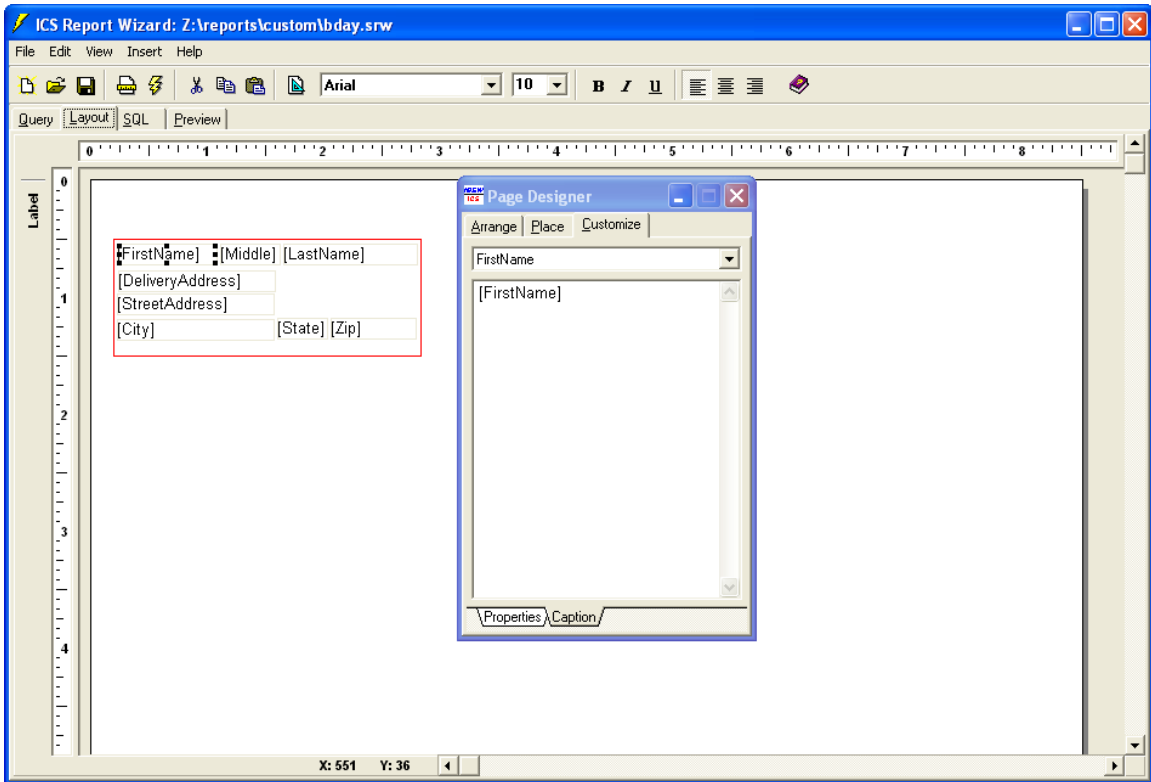 ICS Report Wizard: Z:\reports\custom\bday.srw
File Edit View Insert Help
Arial 10 B I U
Query Layout SQL Preview
0 1 2 3 4 5 6 7 8
Label
0
1
2
3
4
[FirstName] [Middle] [LastName]
[DeliveryAddress]
[StreetAddress]
[City] [State] [Zip]
Page Designer
Arrange Place Customize
FirstName
[FirstName]
Properties Caption
X: 551 Y: 36